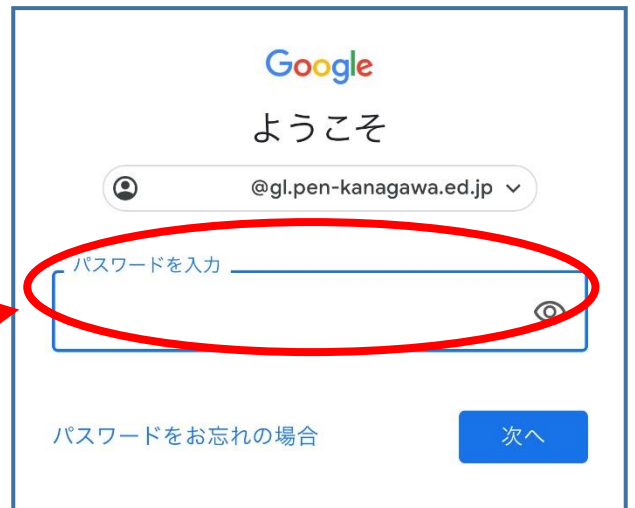 Google
ようこそ
@gl.pen-kanagawa.ed.jp
パスワードを入力
パスワードをお忘れの場合
次へ